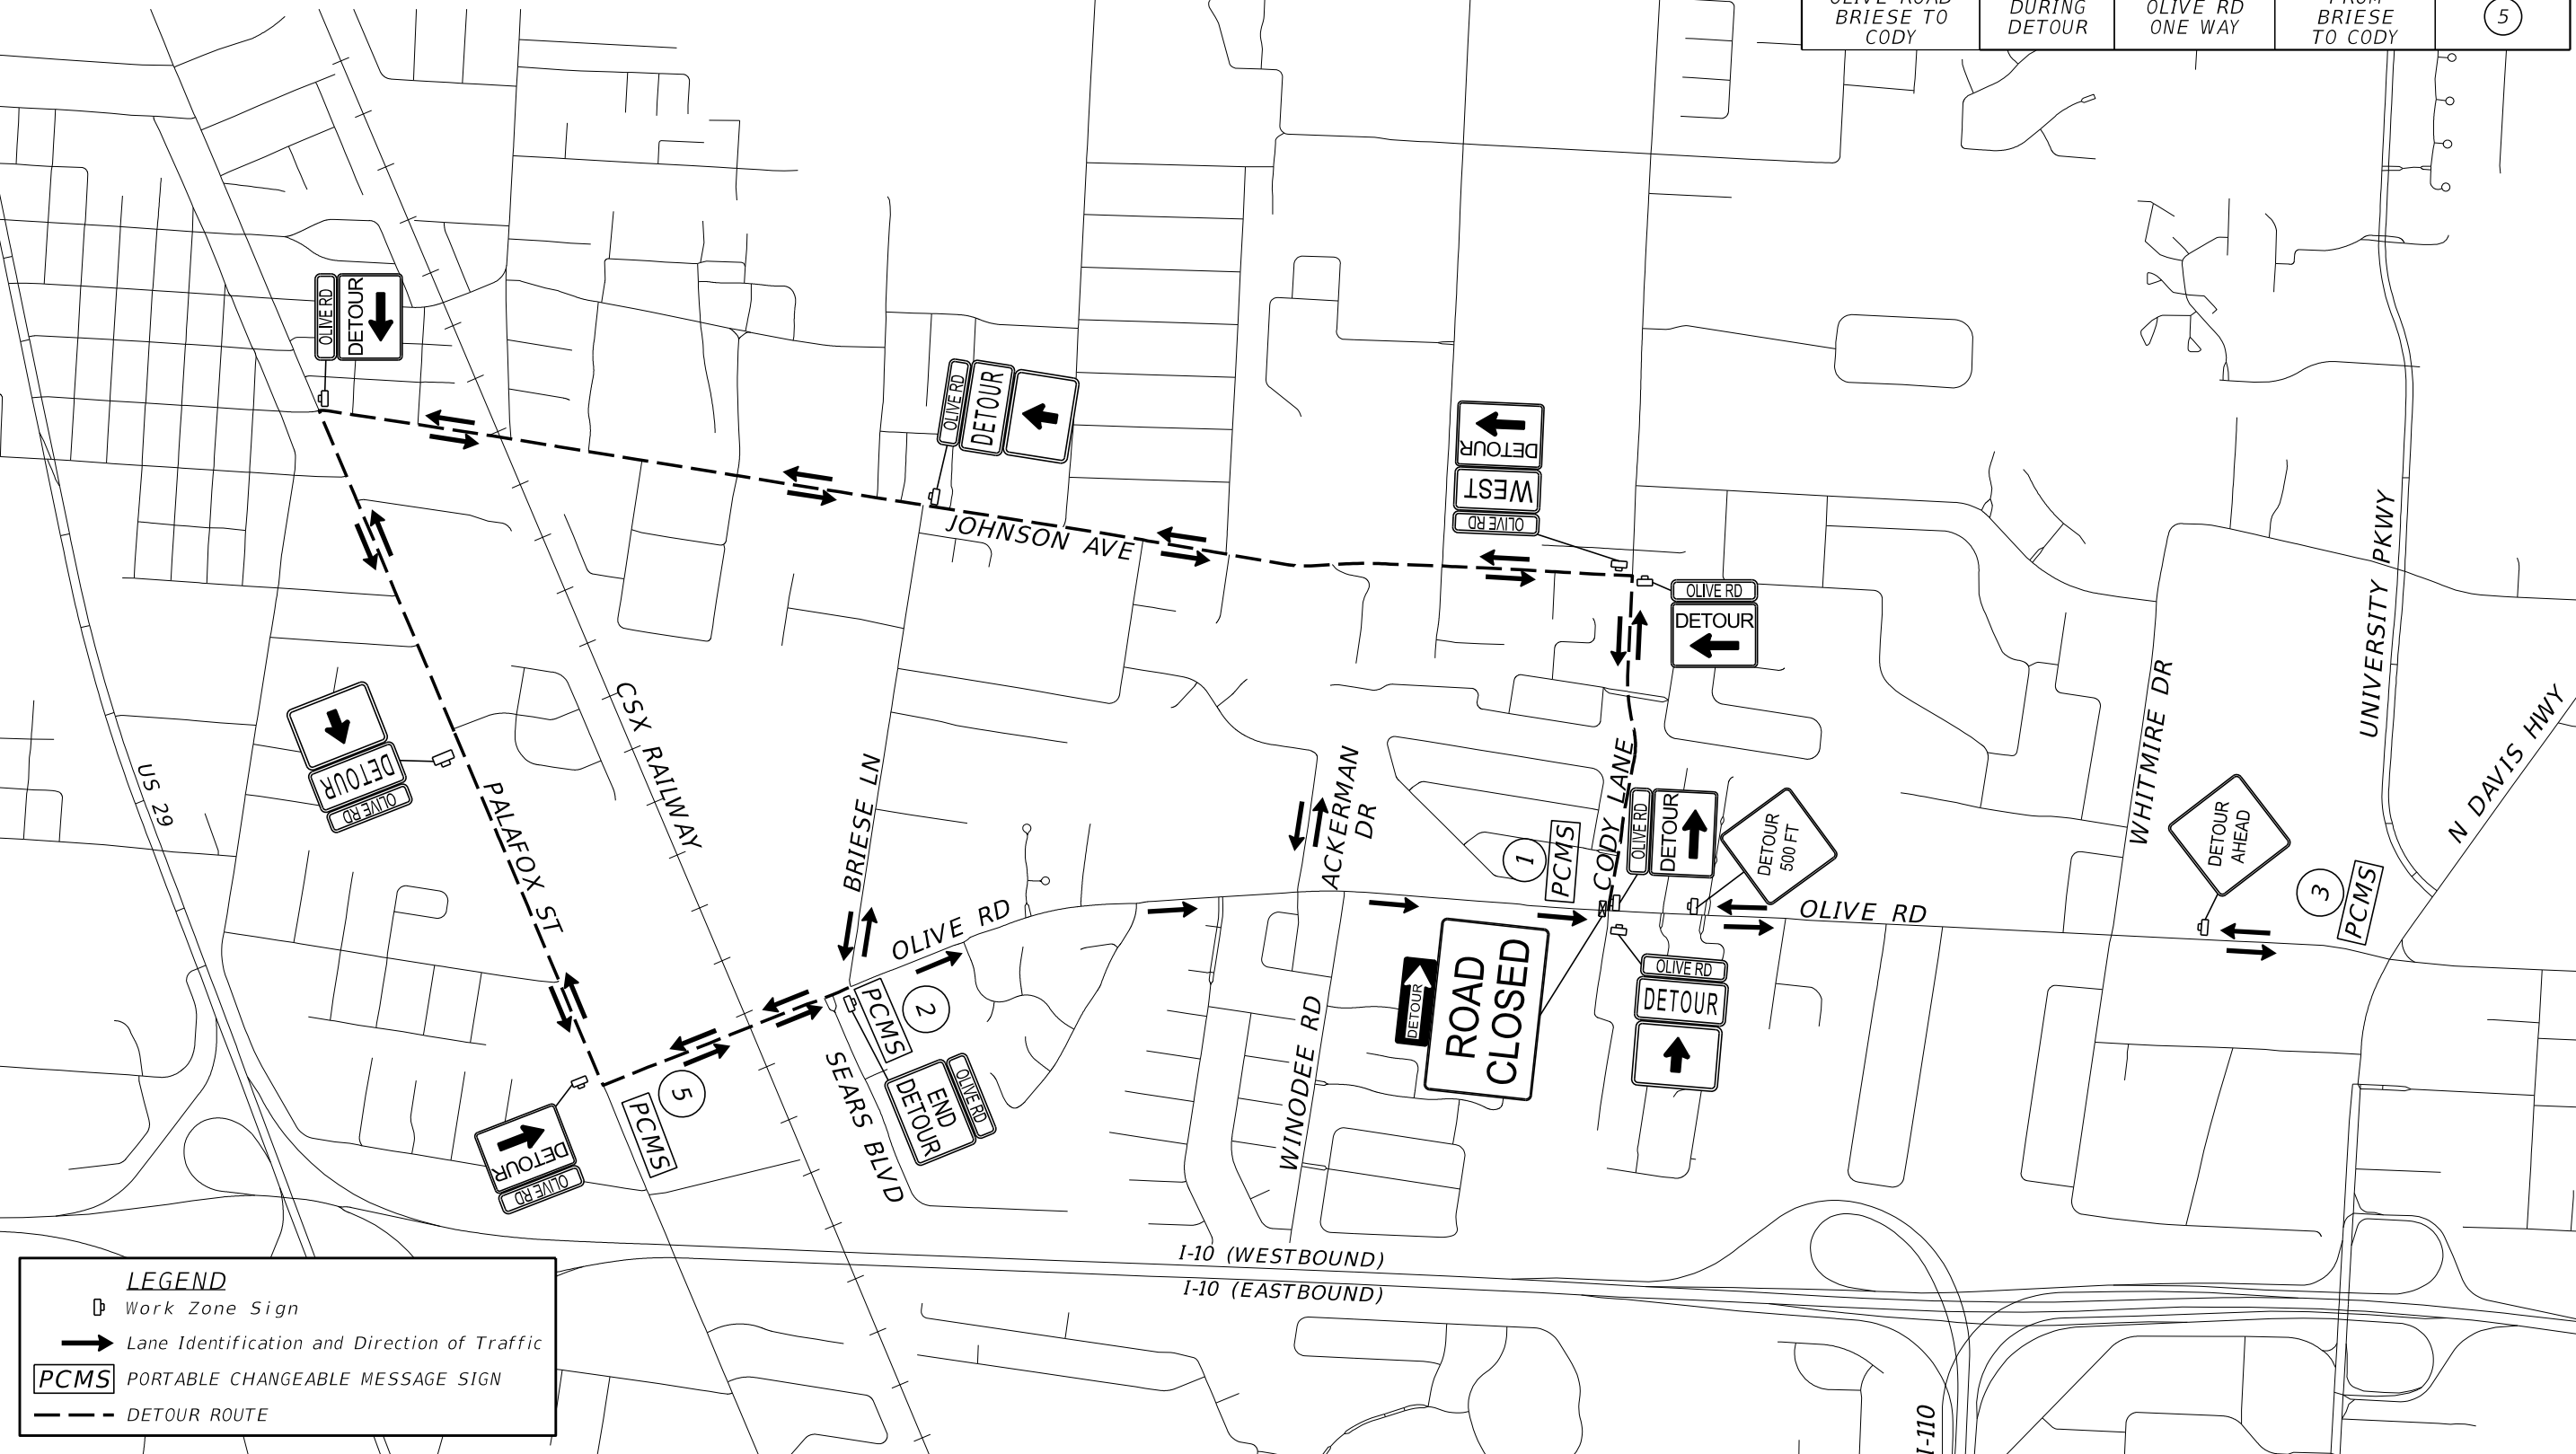 OLIVE ROAD
BRIESE TO
CODY
DURING
DETOUR
OLIVE RD
ONE WAY
FROM
BRIESE
TO CODY
5
OLIVE RD
DETOUR
OLIVE RD
DETOUR
DETOUR
WEST
OLIVE RD
JOHNSON AVE
OLIVE RD
DETOUR
UNIVERSITY PKWY
WHITMIRE DR
N DAVIS HWY
CSX RAILWAY
DETOUR
OLIVE RD
US 29
PALAFOX ST
BRIESE LN
ACKERMAN
DR
1
PCMS
CODY LANE
OLIVE RD
DETOUR
DETOUR
500 FT
DETOUR
AHEAD
3
PCMS
OLIVE RD
OLIVE RD
DETOUR
ROAD
CLOSED
OLIVE RD
DETOUR
PCMS
2
SEARS BLVD
END
DETOUR
OLIVE RD
WINODEE RD
5
PCMS
DETOUR
OLIVE RD
I-10 (WESTBOUND)
I-10 (EASTBOUND)
I-110
LEGEND
Work Zone Sign
Lane Identification and Direction of Traffic
PCMS PORTABLE CHANGEABLE MESSAGE SIGN
DETOUR ROUTE